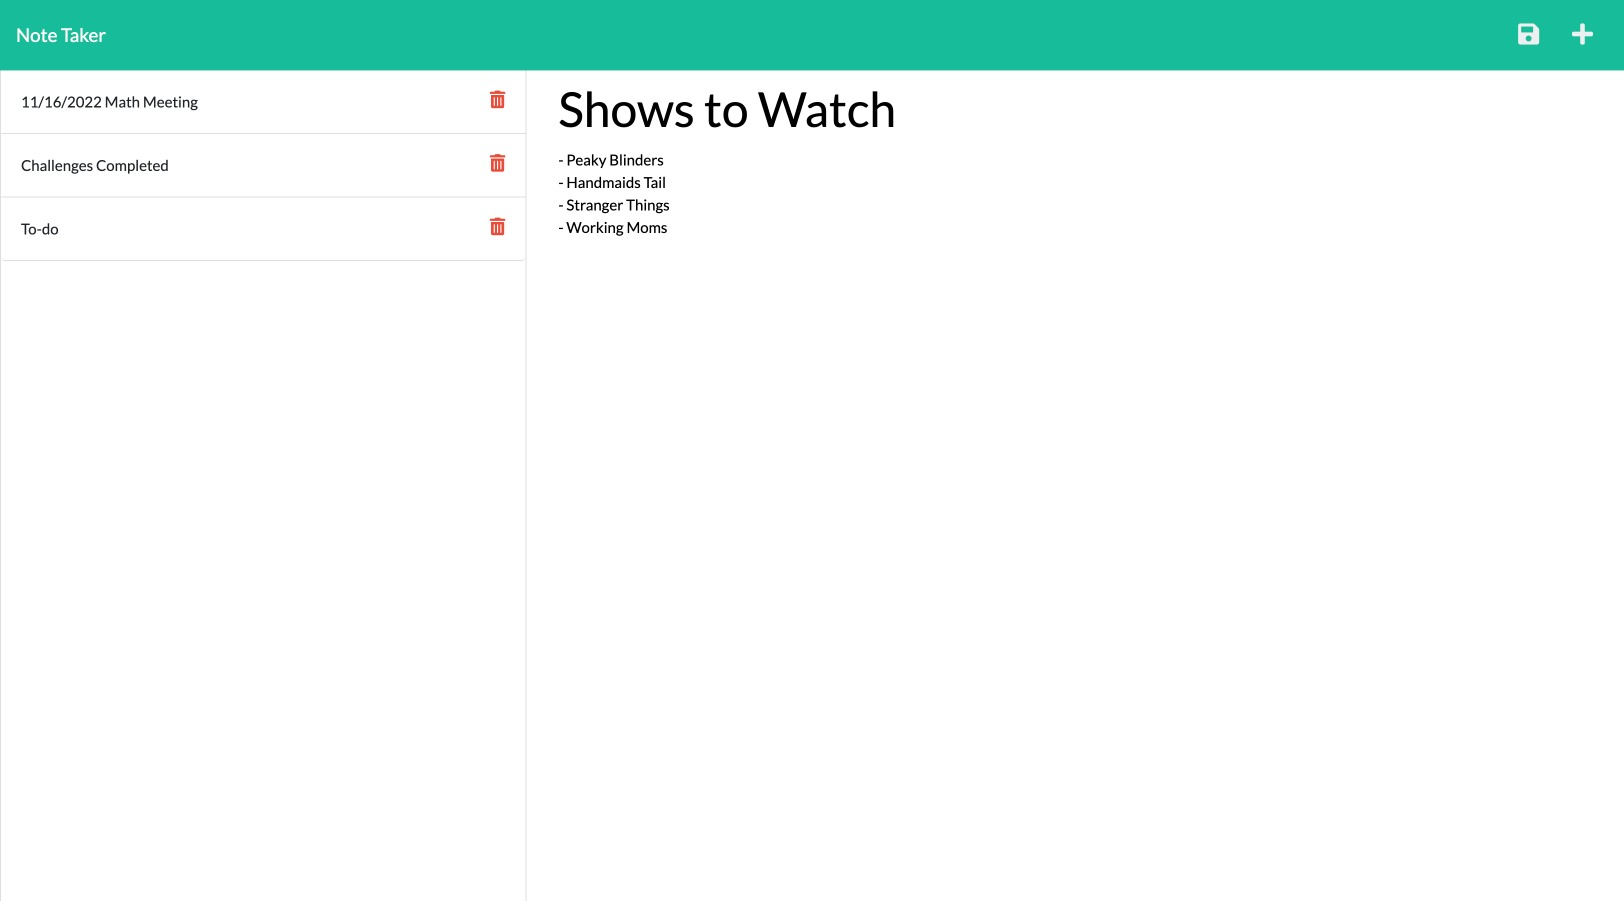 Note Taker
11/16/2022 Math Meeting
Challenges Completed
To-do
Shows to Watch
- Peaky Blinders
- Handmaids Tail
- Stranger Things
- Working Moms